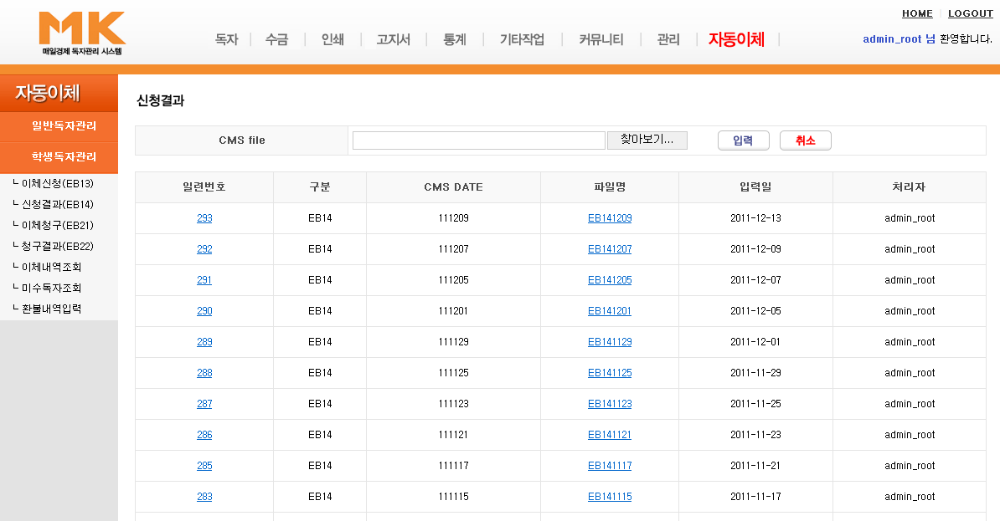 HOME LOGOUT
MK
매일경제 독자관리 시스템
독자 수금 인쇄 고지서 통계 기타작업 커뮤니티 관리 자동이체
admin_root 님 환영합니다.
자동이체
일반독자관리
학생독자관리
└ 이체신청(EB13)
└ 신청결과(EB14)
└ 이체청구(EB21)
└ 청구결과(EB22)
└ 이체내역조회
└ 미수독자조회
└ 환불내역입력
신청결과
CMS file 찾아보기... 입력 취소
일련번호 구분 CMS DATE 파일명 입력일 처리자
293 EB14 111209 EB141209 2011-12-13 admin_root
292 EB14 111207 EB141207 2011-12-09 admin_root
291 EB14 111205 EB141205 2011-12-07 admin_root
290 EB14 111201 EB141201 2011-12-05 admin_root
289 EB14 111129 EB141129 2011-12-01 admin_root
288 EB14 111125 EB141125 2011-11-29 admin_root
287 EB14 111123 EB141123 2011-11-25 admin_root
286 EB14 111121 EB141121 2011-11-23 admin_root
285 EB14 111117 EB141117 2011-11-21 admin_root
283 EB14 111115 EB141115 2011-11-17 admin_root